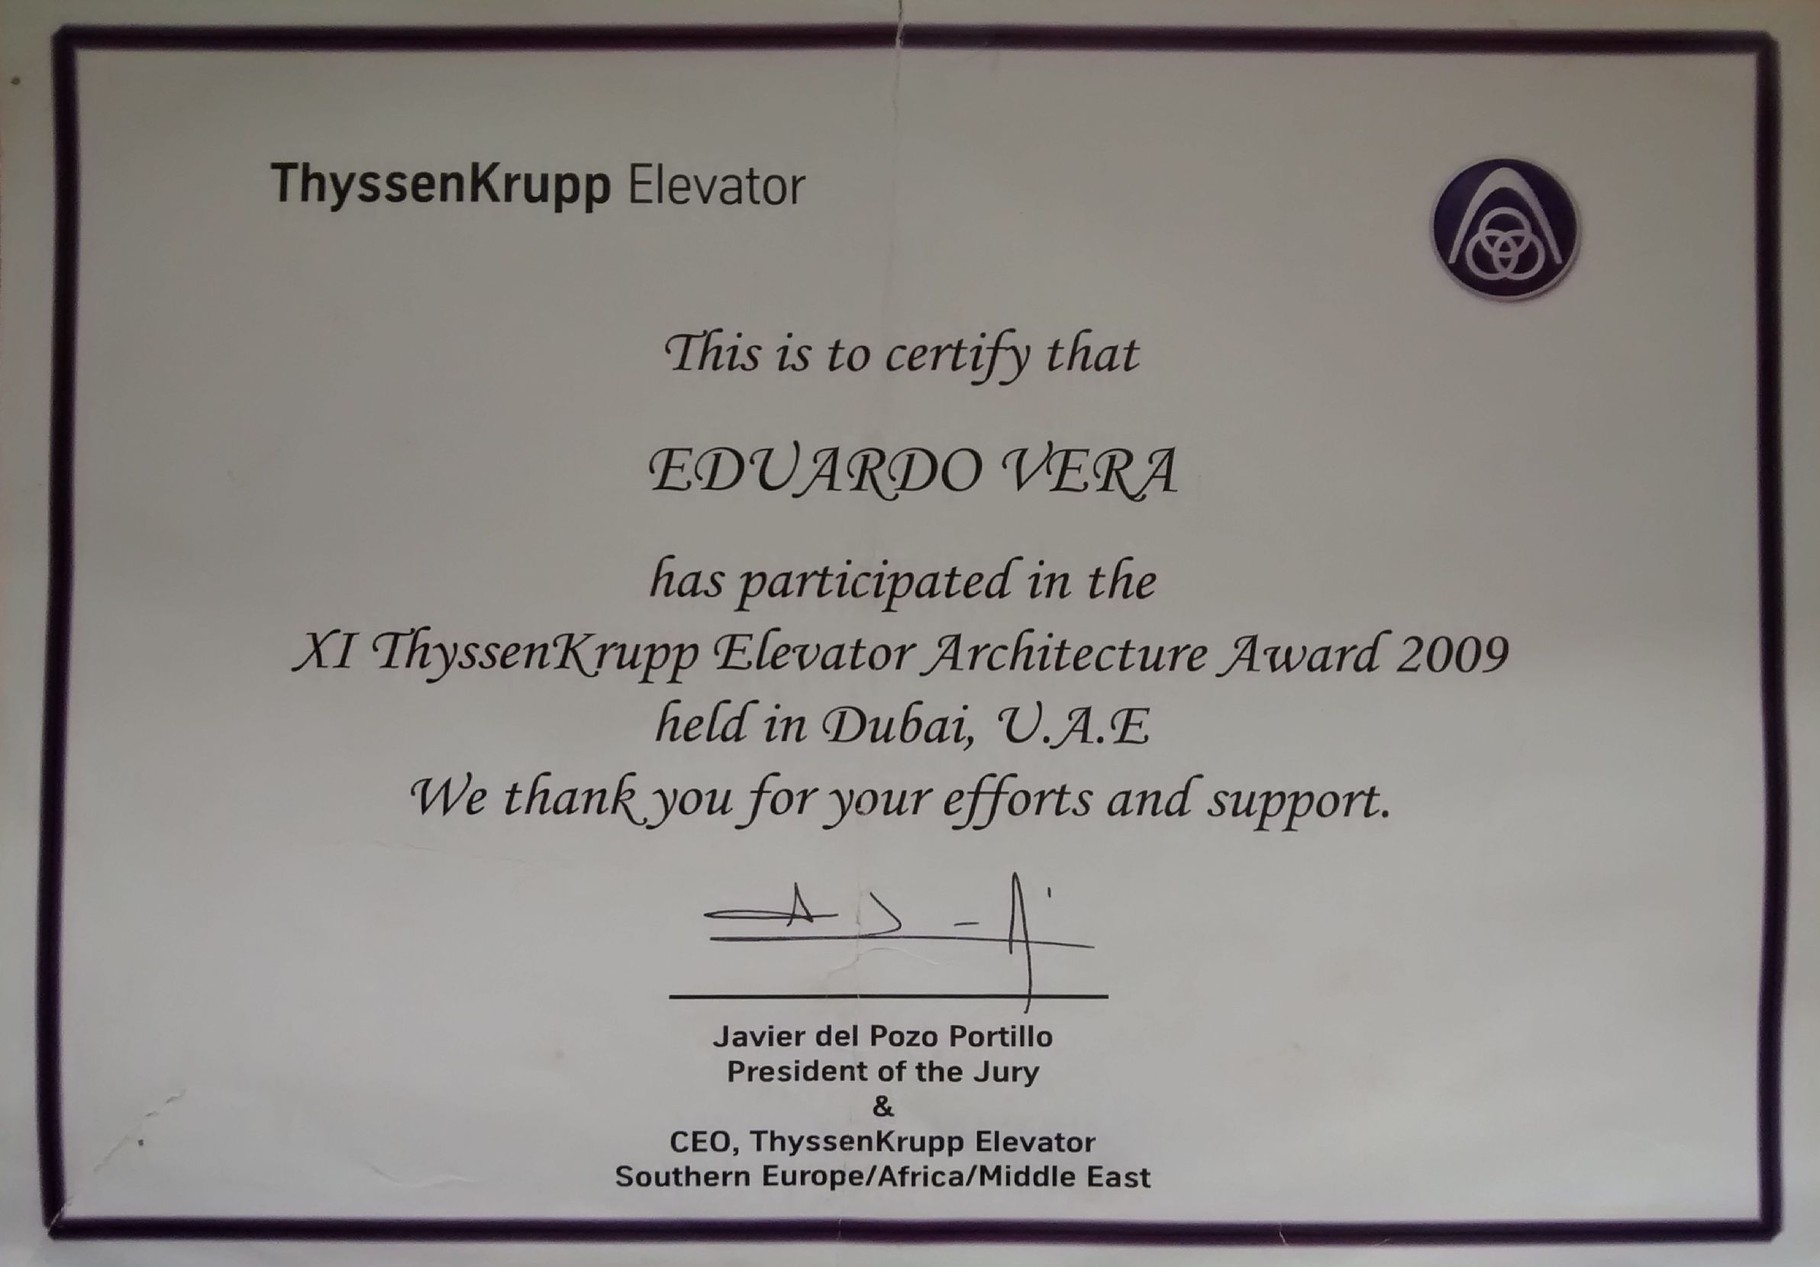 ThyssenKrupp Elevator
This is to certify that
EDUARDO VERA
has participated in the
XI ThyssenKrupp Elevator Architecture Award 2009
held in Dubai, U.A.E
We thank you for your efforts and support.
Javier del Pozo Portillo
President of the Jury
&
CEO, ThyssenKrupp Elevator
Southern Europe/Africa/Middle East